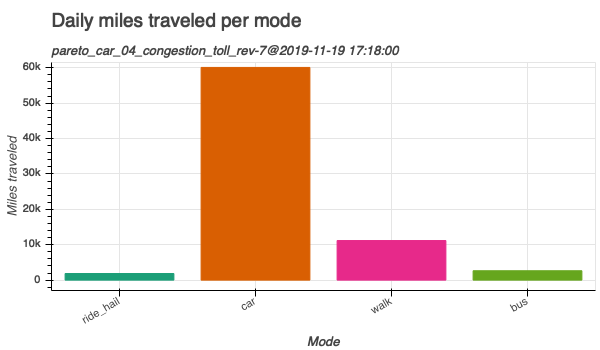 Daily miles traveled per mode
pareto_car_04_congestion_toll_rev-7@2019-11-19 17:18:00
60k
50k
40k
30k
20k
10k
0
Miles traveled
ride_hail
car
walk
bus
Mode